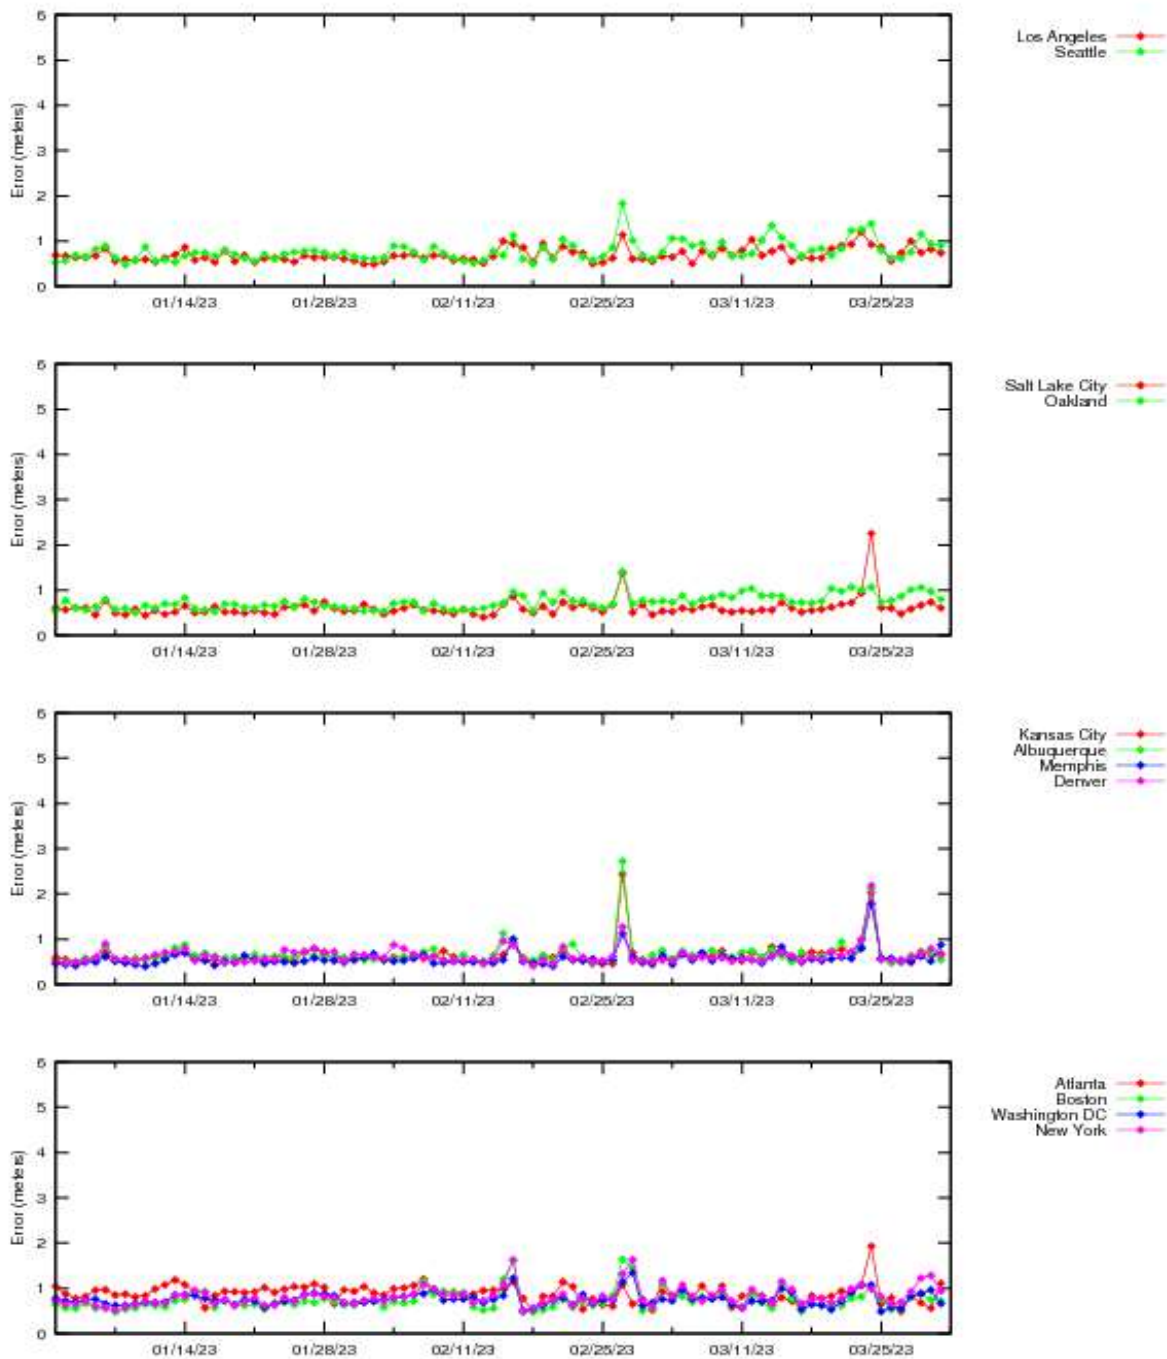 6
Los Angeles
Seattle
5
4
3
2
1
0
Error (meters)
01/14/23 01/28/23 02/11/23 02/25/23 03/11/23 03/25/23
6
Salt Lake City
Oakland
5
4
3
2
1
0
Error (meters)
01/14/23 01/28/23 02/11/23 02/25/23 03/11/23 03/25/23
6
Kansas City
Albuquerque
Memphis
Denver
5
4
3
2
1
0
Error (meters)
01/14/23 01/28/23 02/11/23 02/25/23 03/11/23 03/25/23
6
Atlanta
Boston
Washington DC
New York
5
4
3
2
1
0
Error (meters)
01/14/23 01/28/23 02/11/23 02/25/23 03/11/23 03/25/23